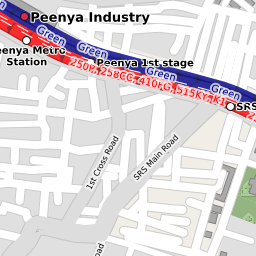 Peenya Industry
Green
Green
Peenya Metro
Station
Peenya 1st stage
Green
Green
SRS
1st Cross Road
SRS Main Road